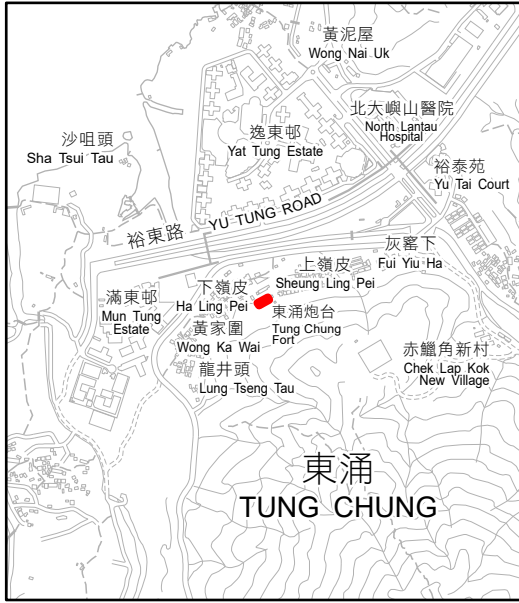 黃泥屋
Wong Nai Uk
北大嶼山醫院
North Lantau
Hospital
逸東邨
Yat Tung Estate
沙咀頭
Sha Tsui Tau
裕泰苑
Yu Tai Court
裕東路 YU TUNG ROAD
灰窰下
Fui Yiu Ha
上嶺皮
Sheung Ling Pei
下嶺皮
Ha Ling Pei
滿東邨
Mun Tung
Estate
東涌炮台
Tung Chung
Fort
黃家圍
Wong Ka Wai
赤鱲角新村
Chek Lap Kok
New Village
龍井頭
Lung Tseng Tau
東涌
TUNG CHUNG